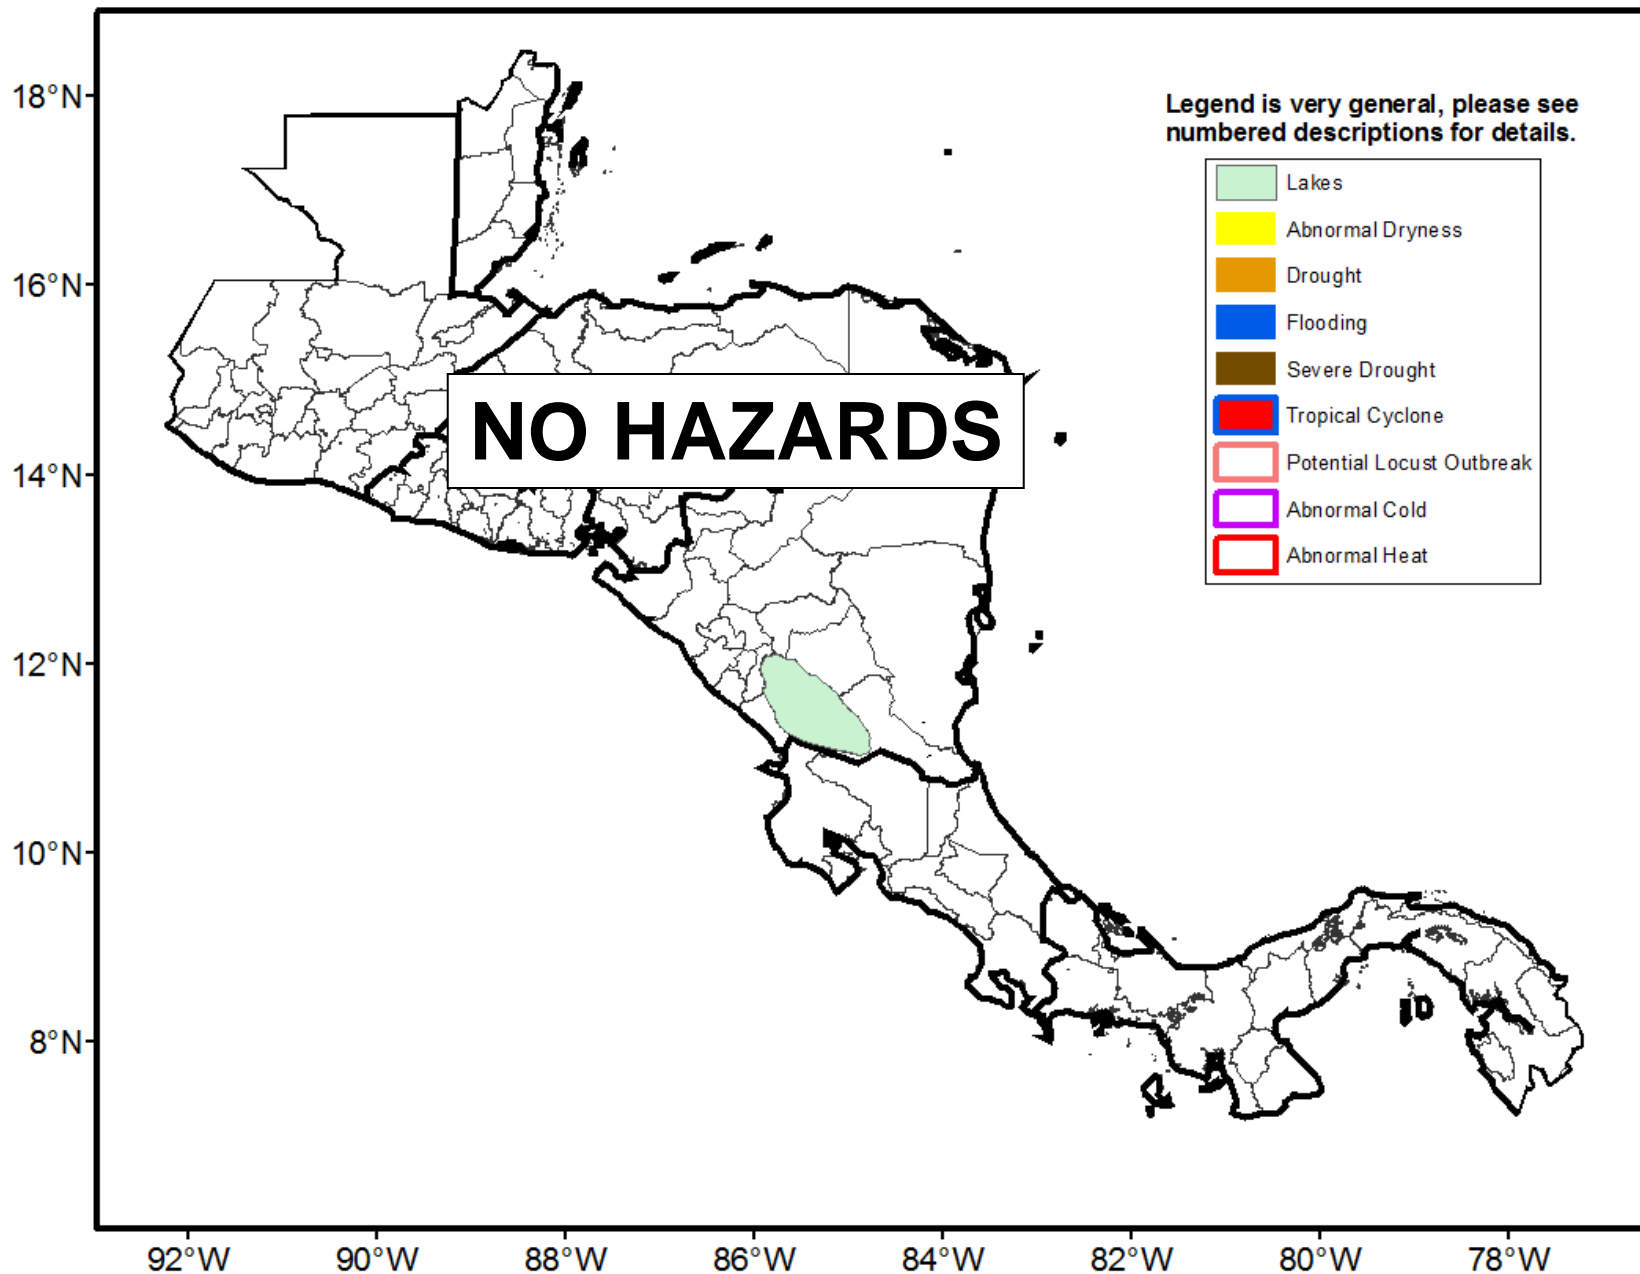 18°N
16°N
14°N
12°N
10°N
8°N
Legend is very general, please see
numbered descriptions for details.
Lakes
Abnormal Dryness
Drought
Flooding
Severe Drought
Tropical Cyclone
Potential Locust Outbreak
Abnormal Cold
Abnormal Heat
NO HAZARDS
92°W 90°W 88°W 86°W 84°W 82°W 80°W 78°W